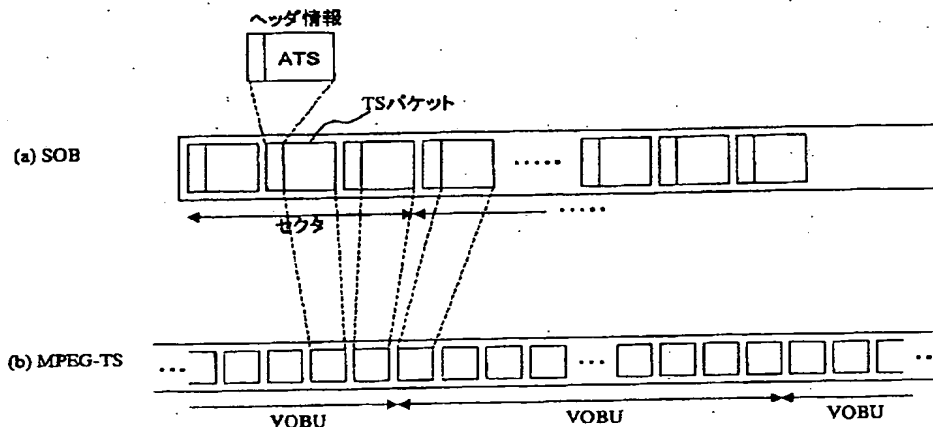 ヘッダ情報
ATS
TSパケット
(a) SOB
.....
セクタ
.....
(b) MPEG-TS
...
...
...
VOBU
VOBU
VOBU